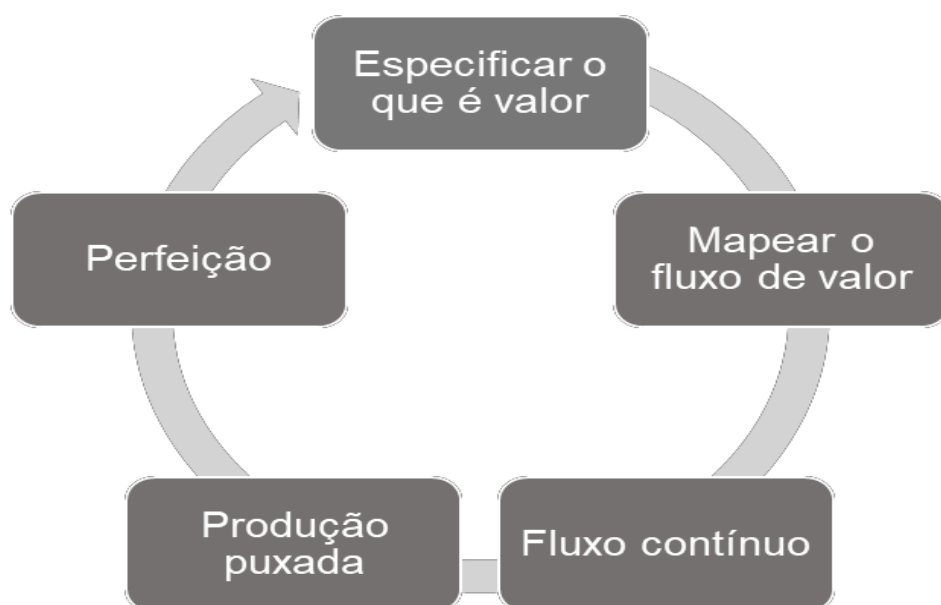 Especificar o
que é valor
Mapear o
fluxo de valor
Fluxo contínuo
Produção
puxada
Perfeição